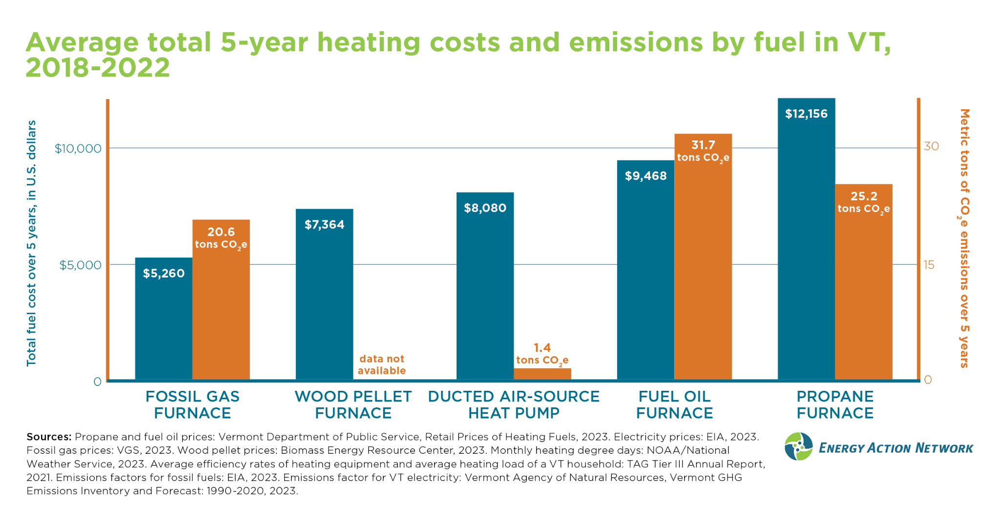 Average total 5-year heating costs and emissions by fuel in VT,
2018-2022
Total fuel cost over 5 years, in U.S. dollars
$10,000
$5,000
0
$5,260
20.6
tons CO₂e
$7,364
data not
available
$8,080
1.4
tons CO₂e
$9,468
31.7
tons CO₂e
$12,156
25.2
tons CO₂e
30
15
0
Metric tons of CO₂e emissions over 5 years
FOSSIL GAS
FURNACE
WOOD PELLET
FURNACE
DUCTED AIR-SOURCE
HEAT PUMP
FUEL OIL
FURNACE
PROPANE
FURNACE
Sources: Propane and fuel oil prices: Vermont Department of Public Service, Retail Prices of Heating Fuels, 2023. Electricity prices: EIA, 2023.
Fossil gas prices: VGS, 2023. Wood pellet prices: Biomass Energy Resource Center, 2023. Monthly heating degree days: NOAA/National
Weather Service, 2023. Average efficiency rates of heating equipment and average heating load of a VT household: TAG Tier III Annual Report,
2021. Emissions factors for fossil fuels: EIA, 2023. Emissions factor for VT electricity: Vermont Agency of Natural Resources, Vermont GHG
Emissions Inventory and Forecast: 1990-2020, 2023.
ENERGY ACTION NETWORK